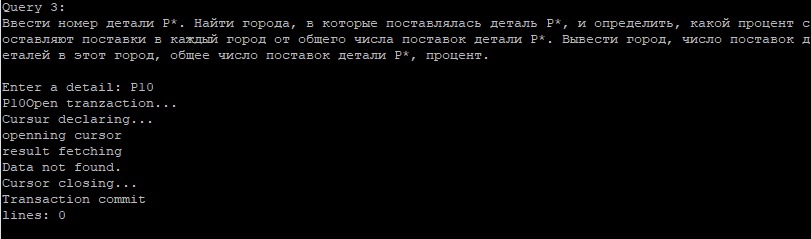 Query 3:
Ввести номер детали P*. Найти города, в которые поставлялась деталь P*, и определить, какой процент с
оставляют поставки в каждый город от общего числа поставок детали P*. Вывести город, число поставок д
еталей в этот город, общее число поставок детали P*, процент.
Enter a detail: P10
P10Open tranzaction...
Cursur declaring...
openning cursor
result fetching
Data not found.
Cursor closing...
Transaction commit
lines: 0